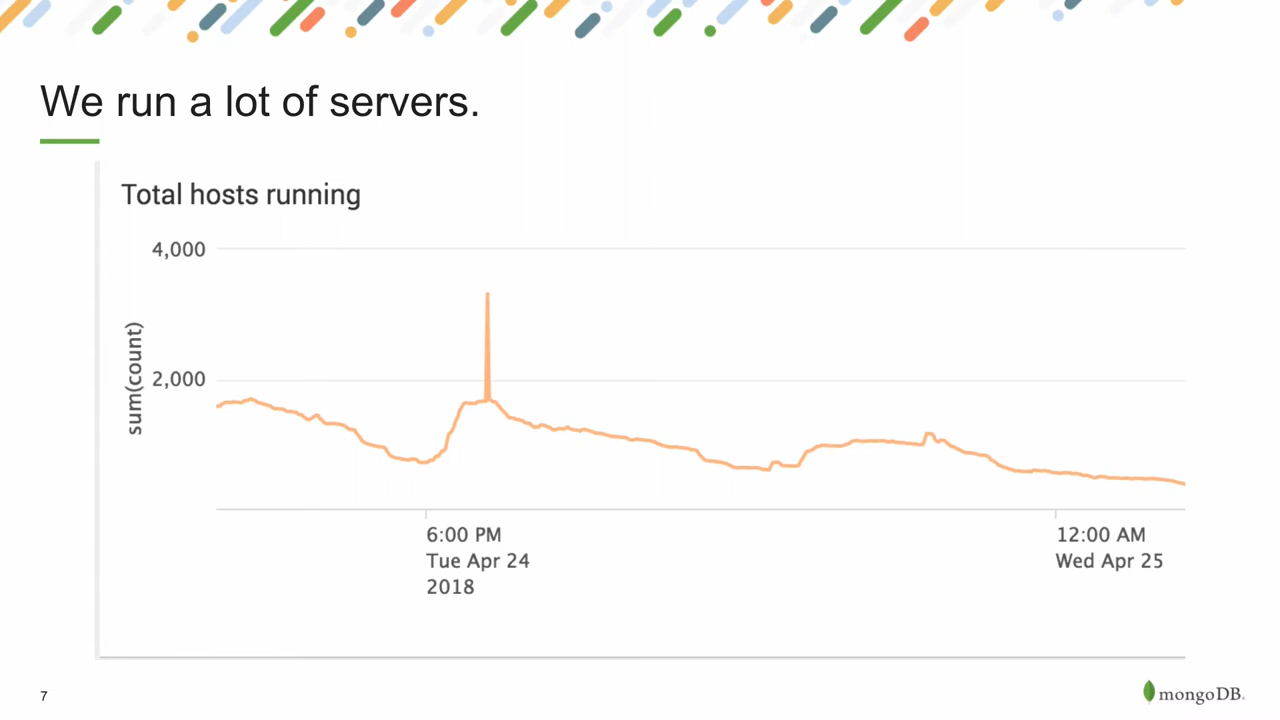 We run a lot of servers.
Total hosts running
4,000
sum(count)
2,000
6:00 PM
Tue Apr 24
2018
12:00 AM
Wed Apr 25
7
mongoDB.